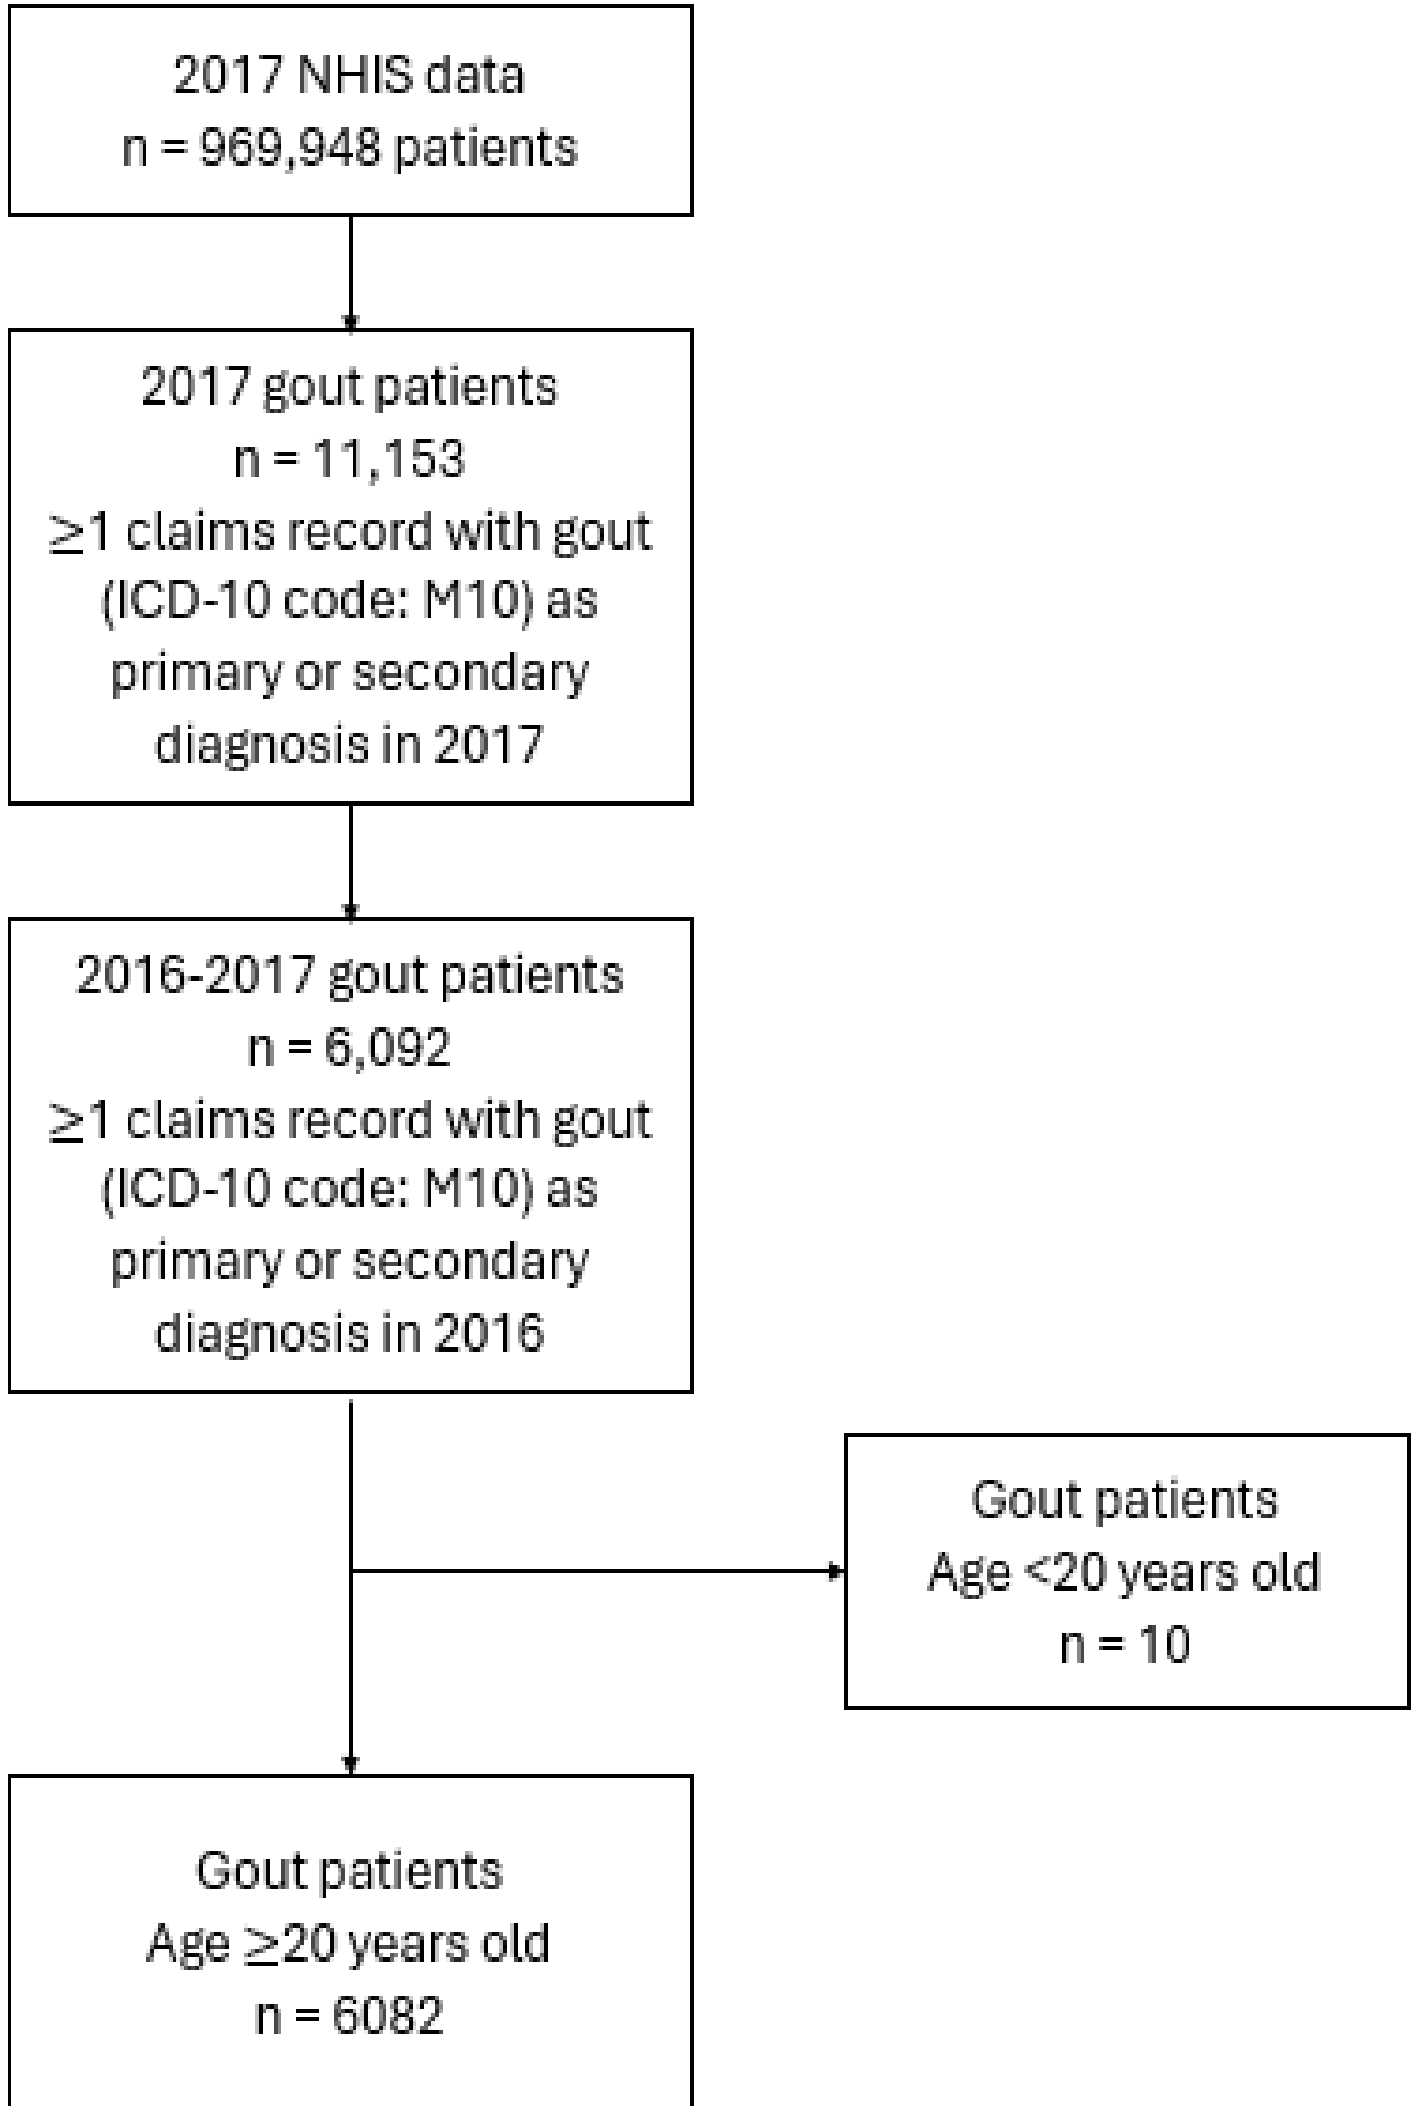 2017 NHIS data
n = 969,948 patients
2017 gout patients
n = 11,153
≥1 claims record with gout
(ICD-10 code: M10) as
primary or secondary
diagnosis in 2017
2016-2017 gout patients
n = 6,092
≥1 claims record with gout
(ICD-10 code: M10) as
primary or secondary
diagnosis in 2016
Gout patients
Age <20 years old
n = 10
Gout patients
Age ≥20 years old
n = 6082